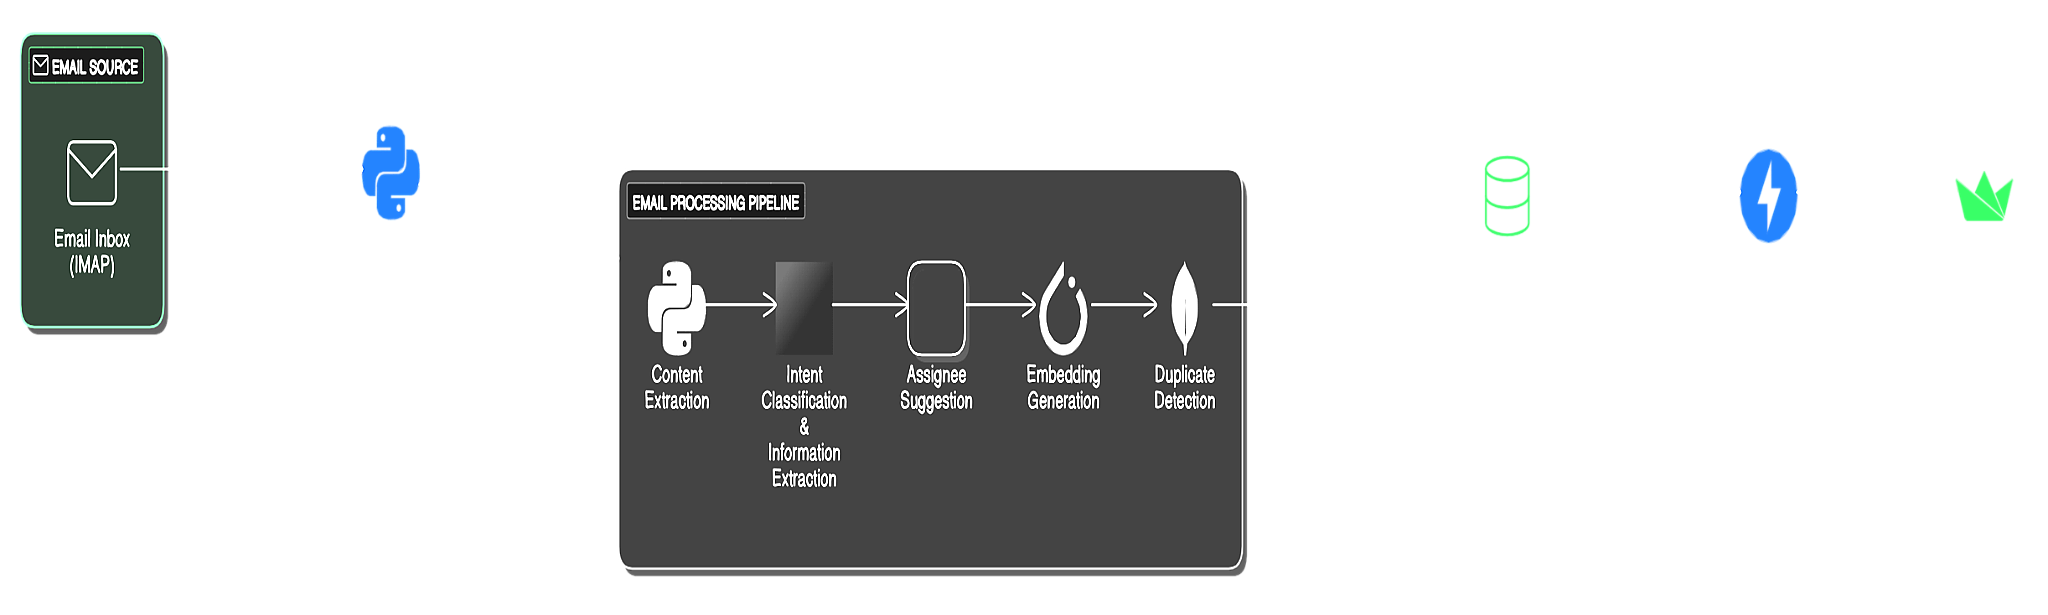 EMAIL SOURCE
Email Inbox
(IMAP)
EMAIL PROCESSING PIPELINE
Content
Extraction
Intent
Classification
&
Information
Extraction
Assignee
Suggestion
Embedding
Generation
Duplicate
Detection